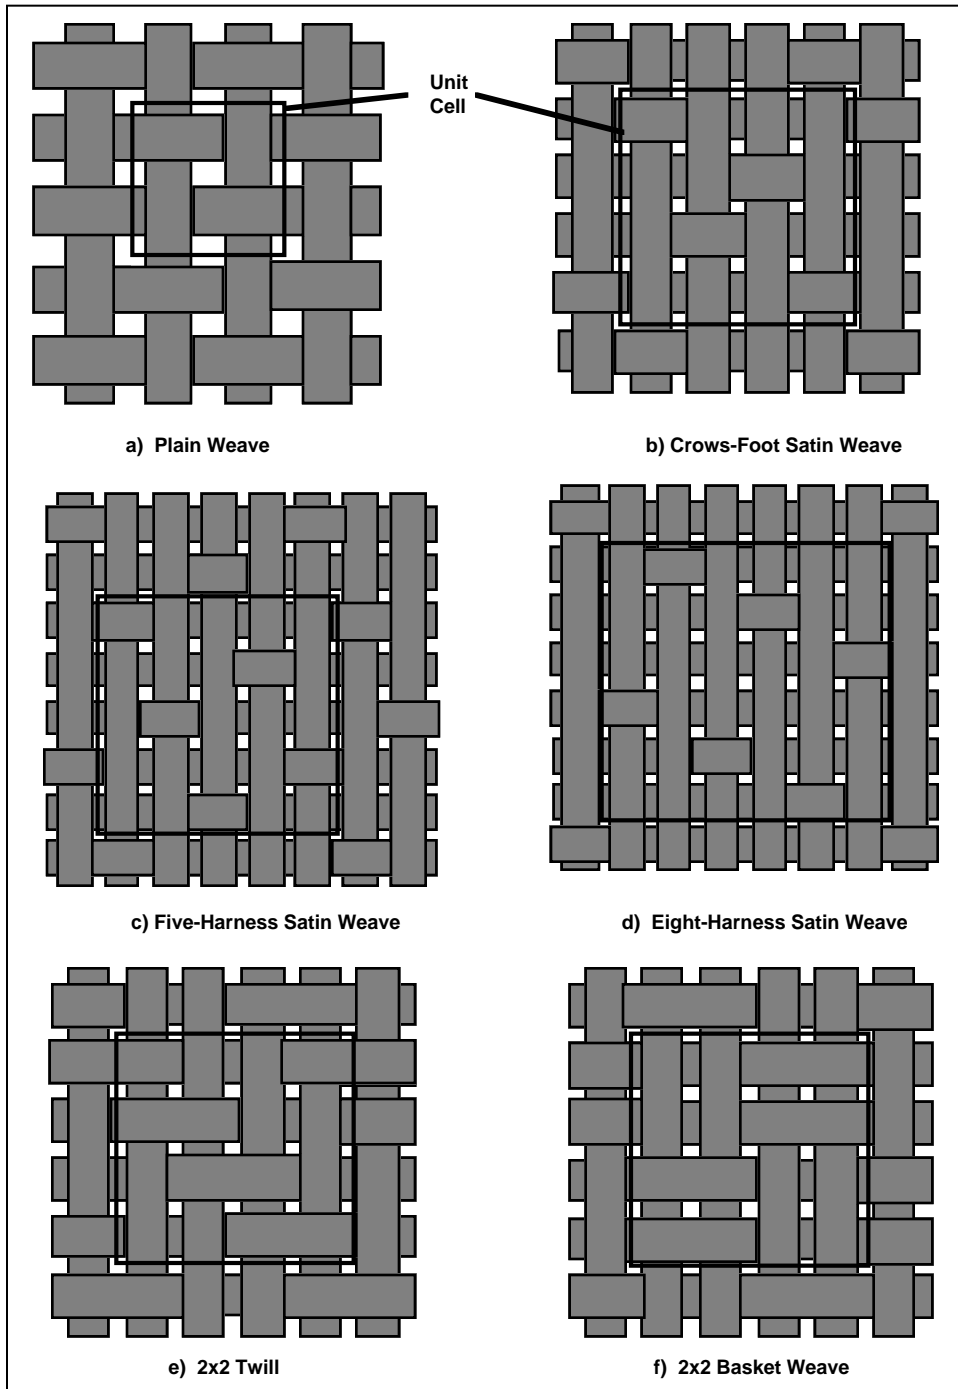 Unit
Cell
a) Plain Weave
b) Crows-Foot Satin Weave
c) Five-Harness Satin Weave
d) Eight-Harness Satin Weave
e) 2x2 Twill
f) 2x2 Basket Weave